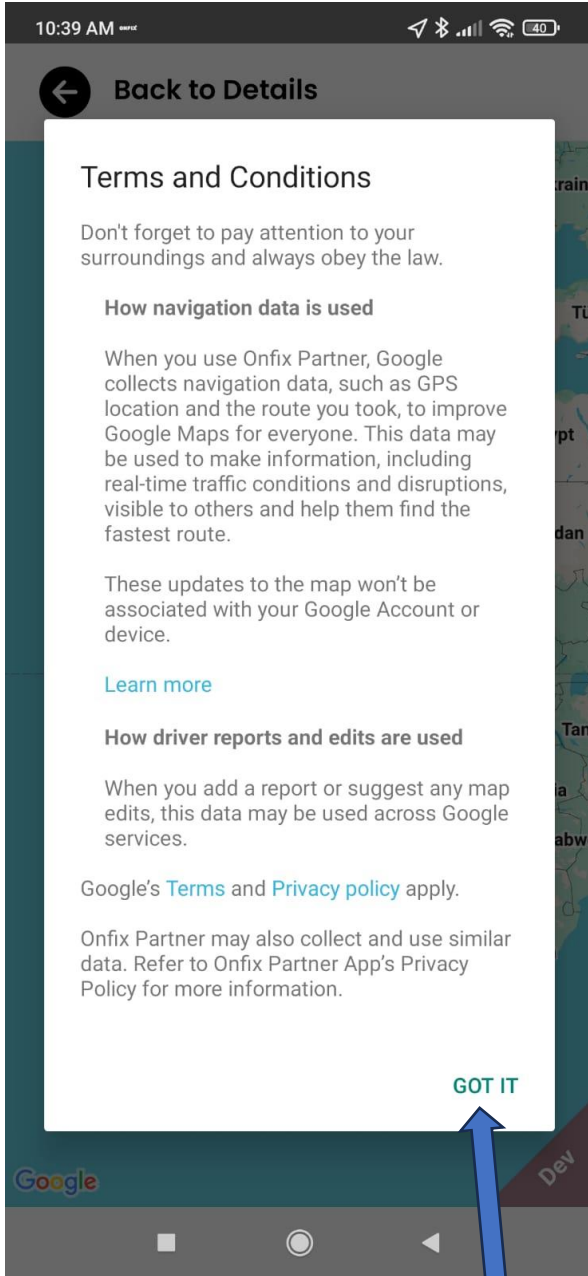 10:39 AM
40
Back to Details
Terms and Conditions
Don't forget to pay attention to your
surroundings and always obey the law.
How navigation data is used
When you use Onfix Partner, Google
collects navigation data, such as GPS
location and the route you took, to improve
Google Maps for everyone. This data may
be used to make information, including
real-time traffic conditions and disruptions,
visible to others and help them find the
fastest route.
These updates to the map won’t be
associated with your Google Account or
device.
Learn more
How driver reports and edits are used
When you add a report or suggest any map
edits, this data may be used across Google
services.
Google’s Terms and Privacy policy apply.
Onfix Partner may also collect and use similar
data. Refer to Onfix Partner App’s Privacy
Policy for more information.
GOT IT
Google
Dev